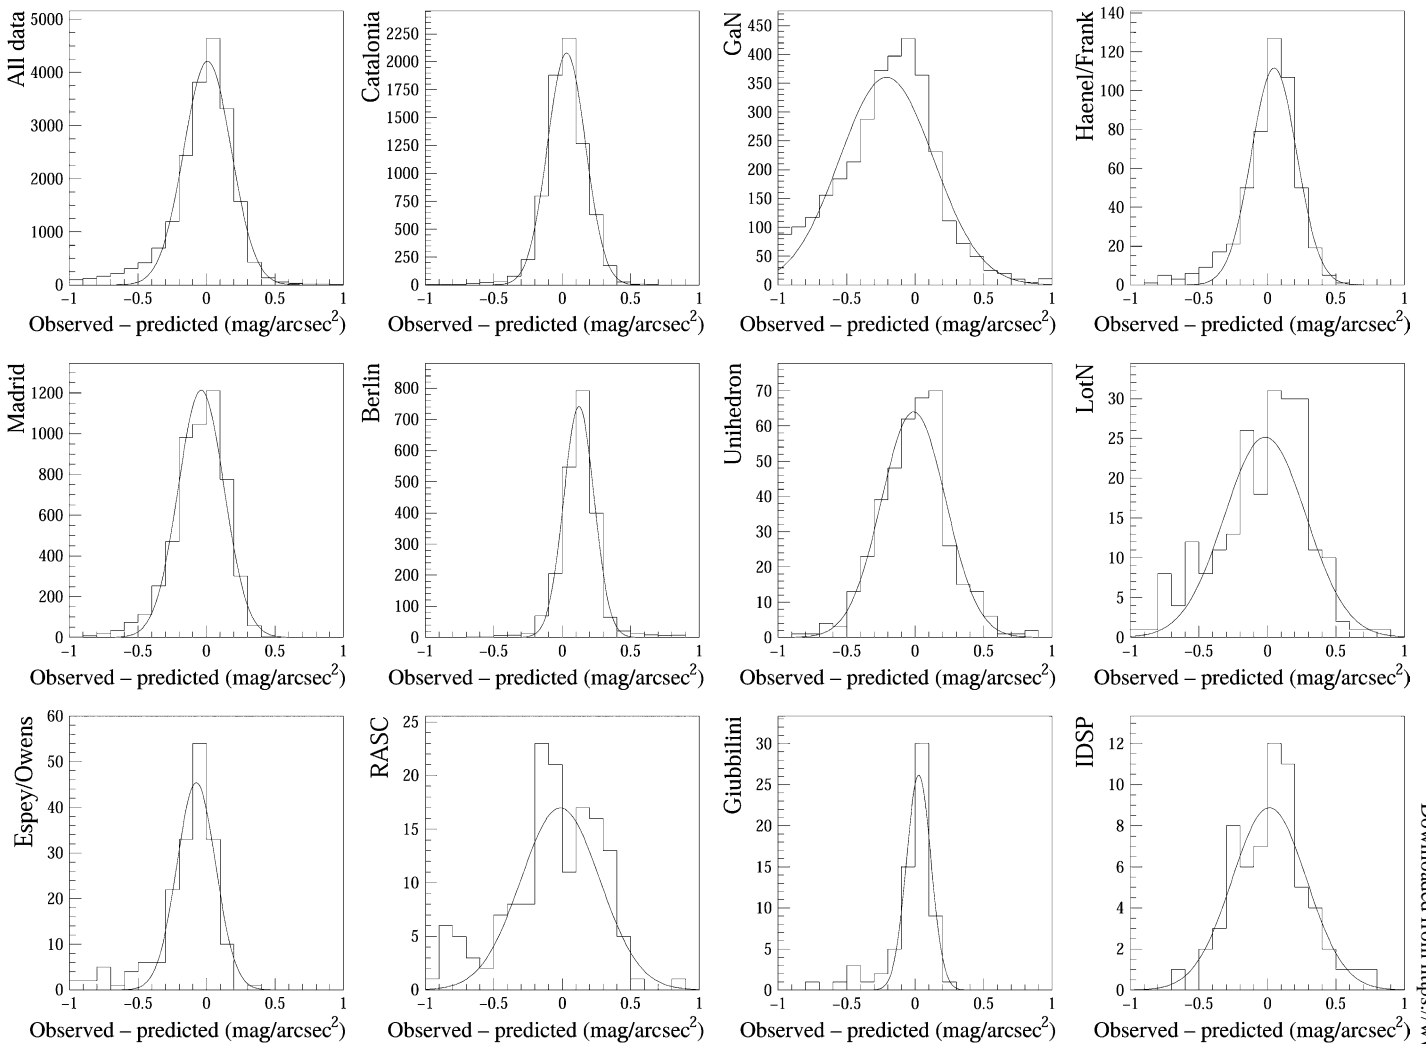 All data
5000
4000
3000
2000
1000
0
−1 −0.5 0 0.5 1
Observed – predicted (mag/arcsec²)
Catalonia
2250
2000
1750
1500
1250
1000
750
500
250
0
−1 −0.5 0 0.5 1
Observed – predicted (mag/arcsec²)
GaN
450
400
350
300
250
200
150
100
50
0
−1 −0.5 0 0.5 1
Observed – predicted (mag/arcsec²)
Haenel/Frank
140
120
100
80
60
40
20
0
−1 −0.5 0 0.5 1
Observed – predicted (mag/arcsec²)
Madrid
1200
1000
800
600
400
200
0
−1 −0.5 0 0.5 1
Observed – predicted (mag/arcsec²)
Berlin
800
700
600
500
400
300
200
100
0
−1 −0.5 0 0.5 1
Observed – predicted (mag/arcsec²)
Unihedron
70
60
50
40
30
20
10
0
−1 −0.5 0 0.5 1
Observed – predicted (mag/arcsec²)
LotN
30
25
20
15
10
5
0
−1 −0.5 0 0.5 1
Observed – predicted (mag/arcsec²)
Espey/Owens
60
50
40
30
20
10
0
−1 −0.5 0 0.5 1
Observed – predicted (mag/arcsec²)
RASC
25
20
15
10
5
0
−1 −0.5 0 0.5 1
Observed – predicted (mag/arcsec²)
Giubbilini
30
25
20
15
10
5
0
−1 −0.5 0 0.5 1
Observed – predicted (mag/arcsec²)
IDSP
12
10
8
6
4
2
0
−1 −0.5 0 0.5 1
Observed – predicted (mag/arcsec²)